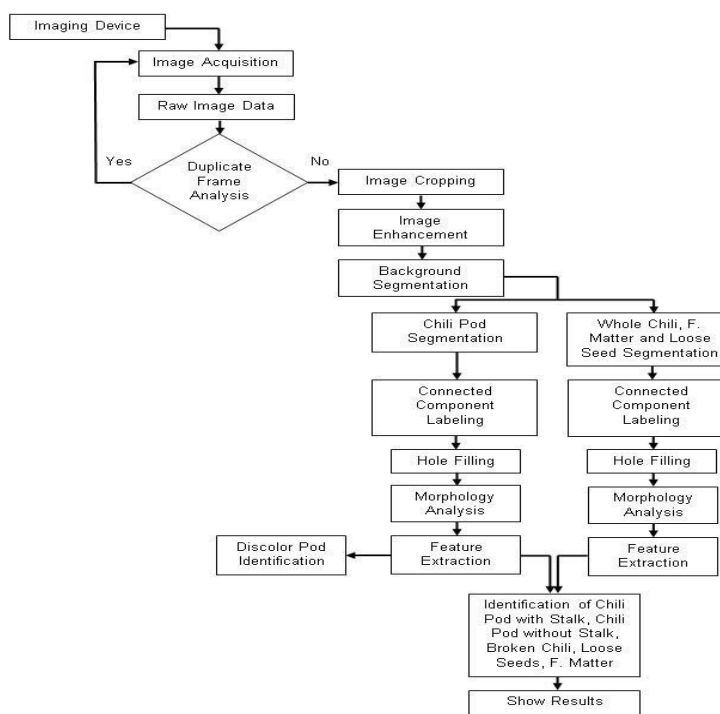 Imaging Device
Image Acquisition
Raw Image Data
Yes
Duplicate
Frame
Analysis
No
Image Cropping
Image
Enhancement
Background
Segmentation
Chili Pod
Segmentation
Whole Chili, F.
Matter and Loose
Seed Segmentation
Connected
Component
Labeling
Connected
Component
Labeling
Hole Filling
Hole Filling
Morphology
Analysis
Morphology
Analysis
Discolor Pod
Identification
Feature
Extraction
Feature
Extraction
Identification of Chili
Pod with Stalk, Chili
Pod without Stalk,
Broken Chili, Loose
Seeds, F. Matter
Show Results